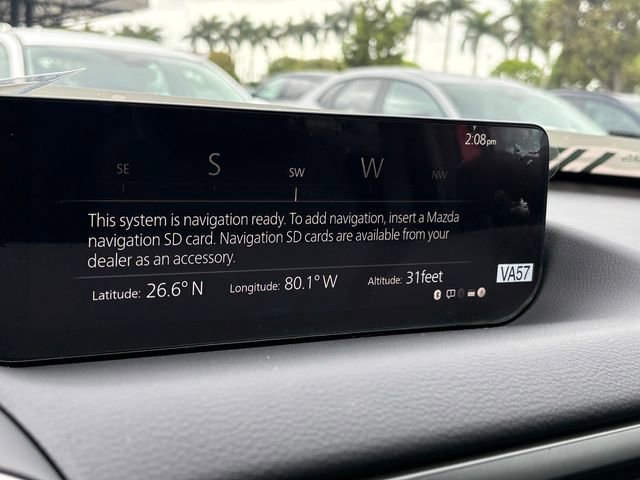 2:08pm
SE S SW W NW
This system is navigation ready. To add navigation, insert a Mazda
navigation SD card. Navigation SD cards are available from your
dealer as an accessory.
Latitude: 26.6° N Longitude: 80.1° W Altitude: 31feet
VA57